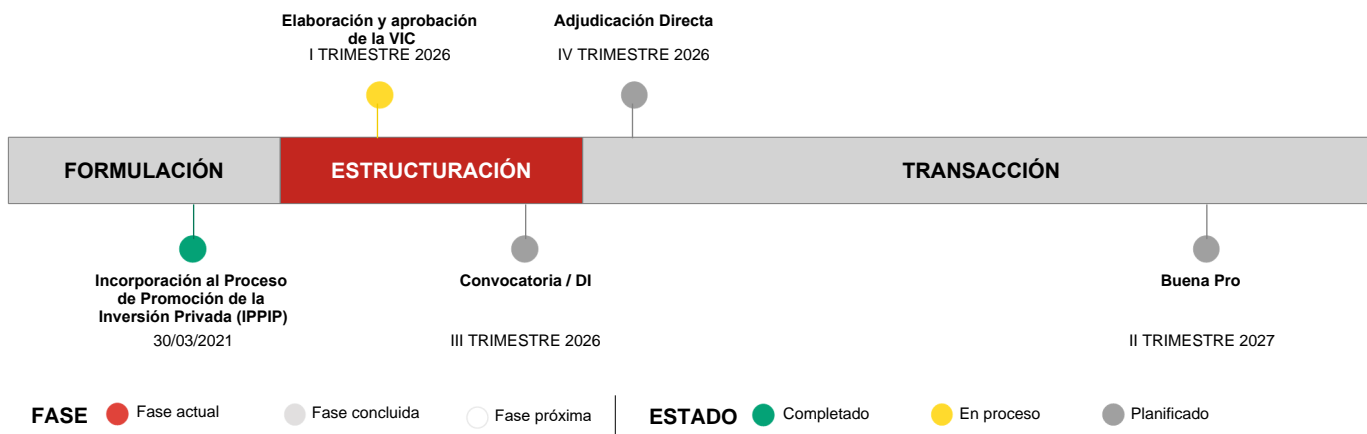 Elaboración y aprobación
de la VIC
I TRIMESTRE 2026
Adjudicación Directa
IV TRIMESTRE 2026
FORMULACIÓN
ESTRUCTURACIÓN
TRANSACCIÓN
Incorporación al Proceso
de Promoción de la
Inversión Privada (IPPIP)
30/03/2021
Convocatoria / DI
III TRIMESTRE 2026
Buena Pro
II TRIMESTRE 2027
FASE
Fase actual
Fase concluida
Fase próxima
ESTADO
Completado
En proceso
Planificado